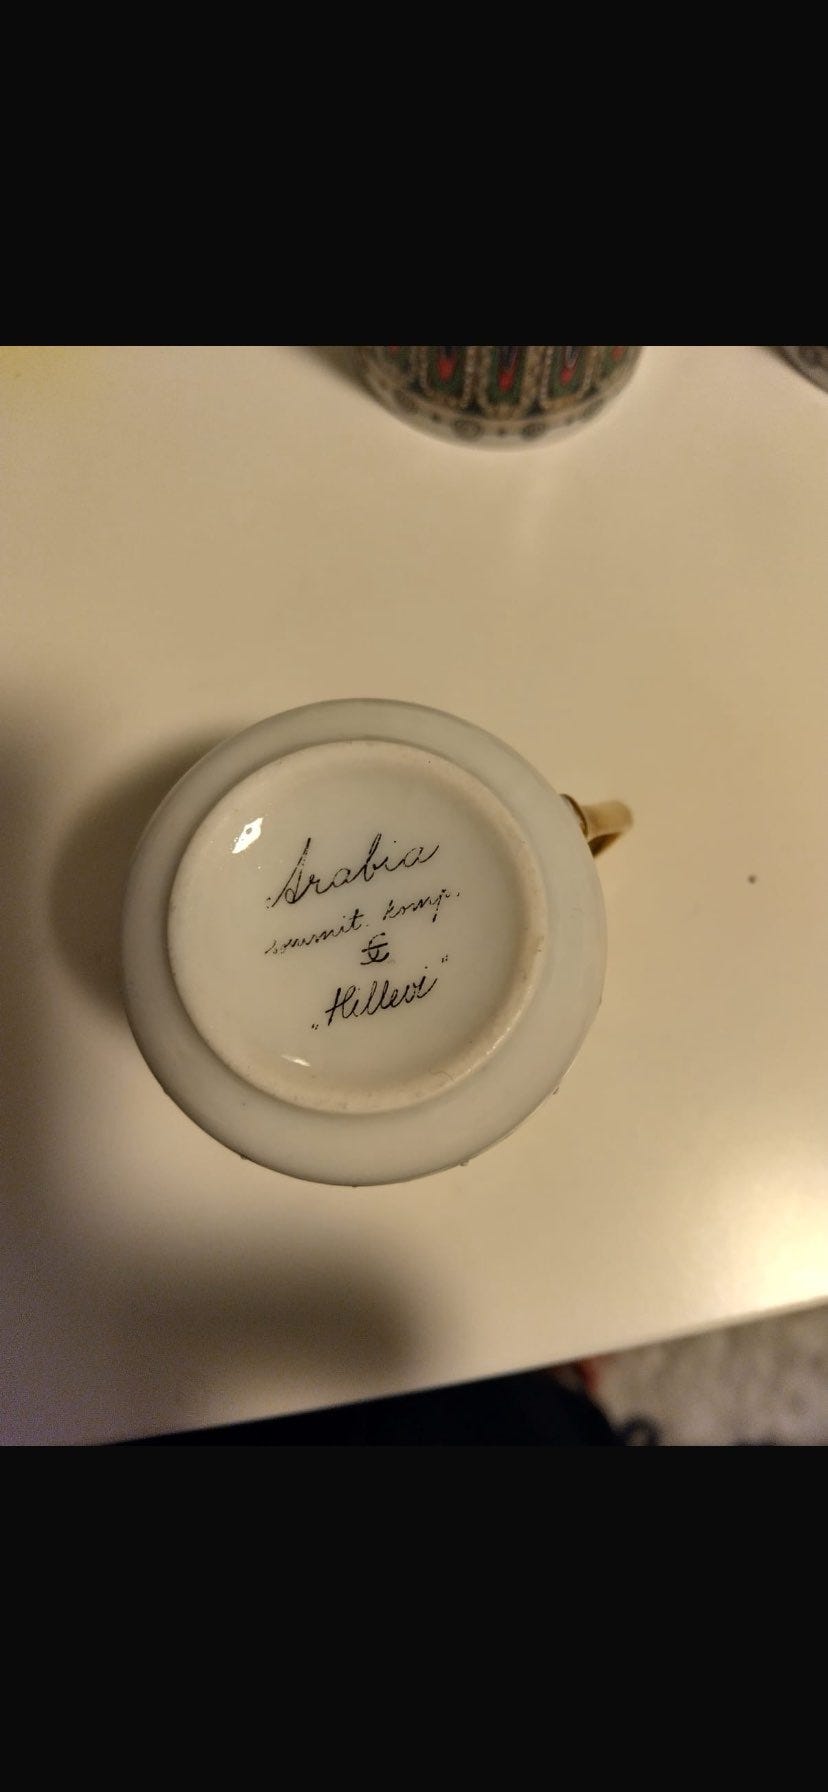 Arabia
suunnit. komp.
„Hillevi"